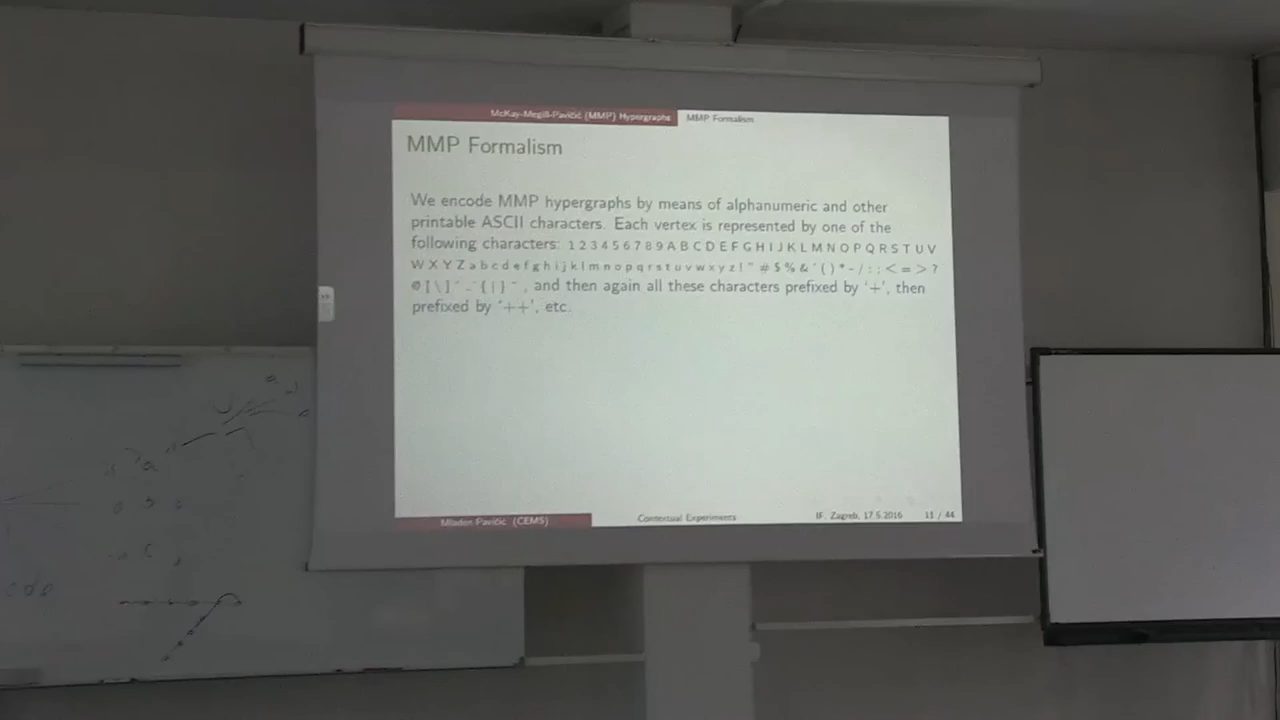 McKay-Megill-Pavičić (MMP) Hypergraphs
MMP Formalism
MMP Formalism
We encode MMP hypergraphs by means of alphanumeric and other
printable ASCII characters. Each vertex is represented by one of the
following characters: 1 2 3 4 5 6 7 8 9 A B C D E F G H I J K L M N O P Q R S T U V
W X Y Z a b c d e f g h i j k l m n o p q r s t u v w x y z ! " # $ % & ' ( ) * - / : ; < = > ?
@ [ \ ] ^ _ ` { | } ~ , and then again all these characters prefixed by '+', then
prefixed by '++', etc.
Mladen Pavičić (CEMS)
Contextual Experiments
IF, Zagreb, 17.5.2016
11 / 44